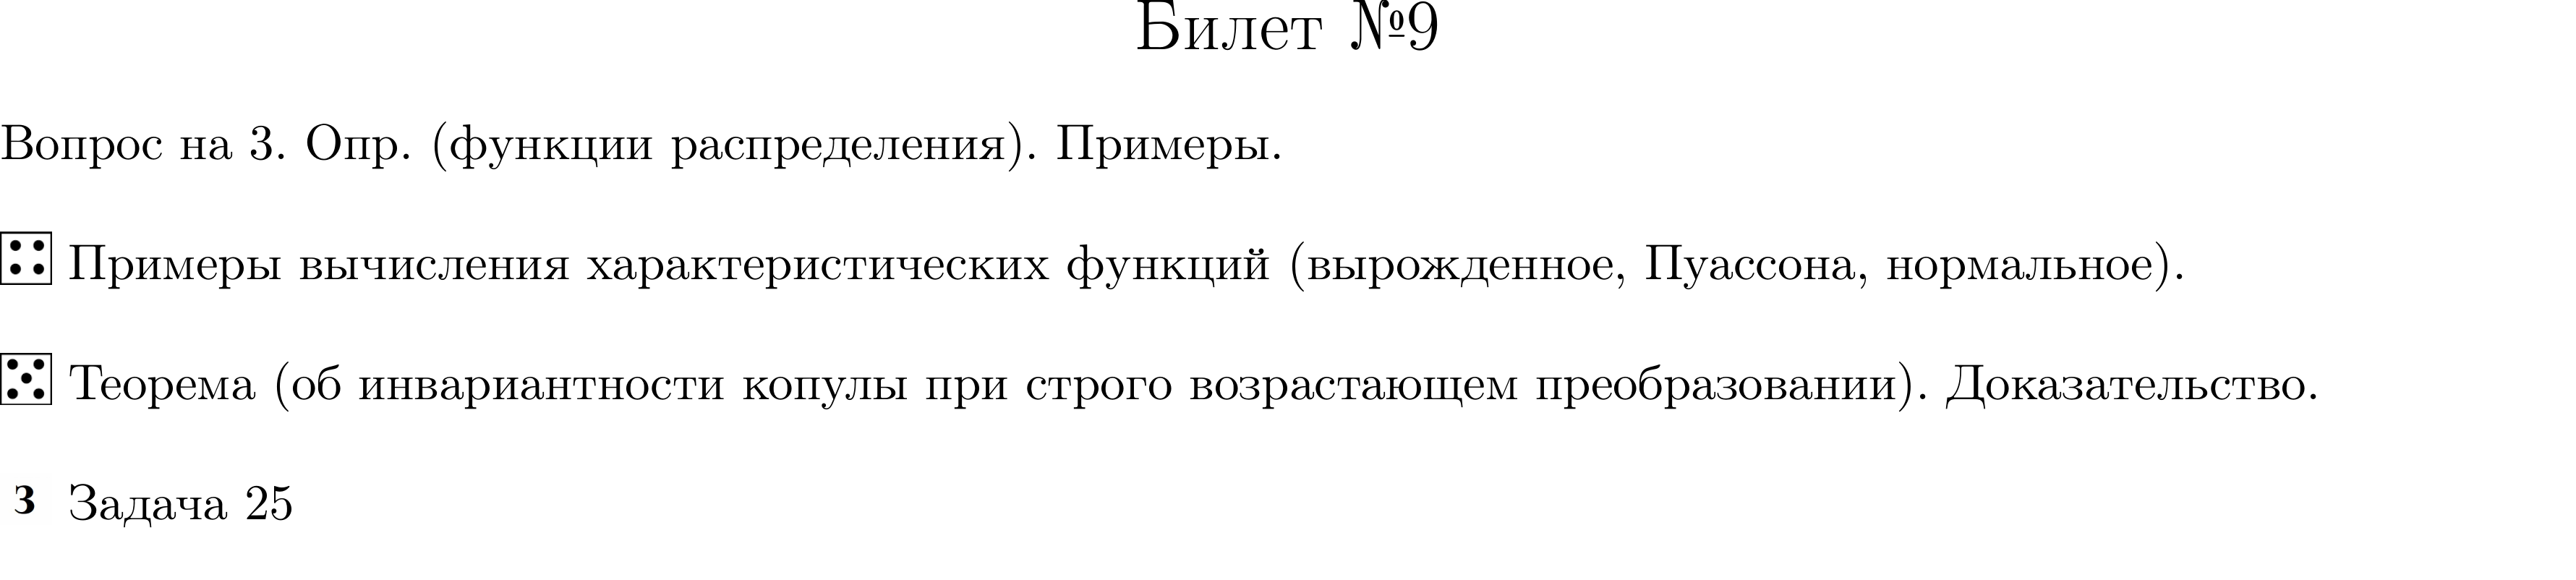 Билет №9
Вопрос на 3. Опр. (функции распределения). Примеры.
Примеры вычисления характеристических функций (вырожденное, Пуассона, нормальное).
Теорема (об инвариантности копулы при строго возрастающем преобразовании). Доказательство.
з Задача 25